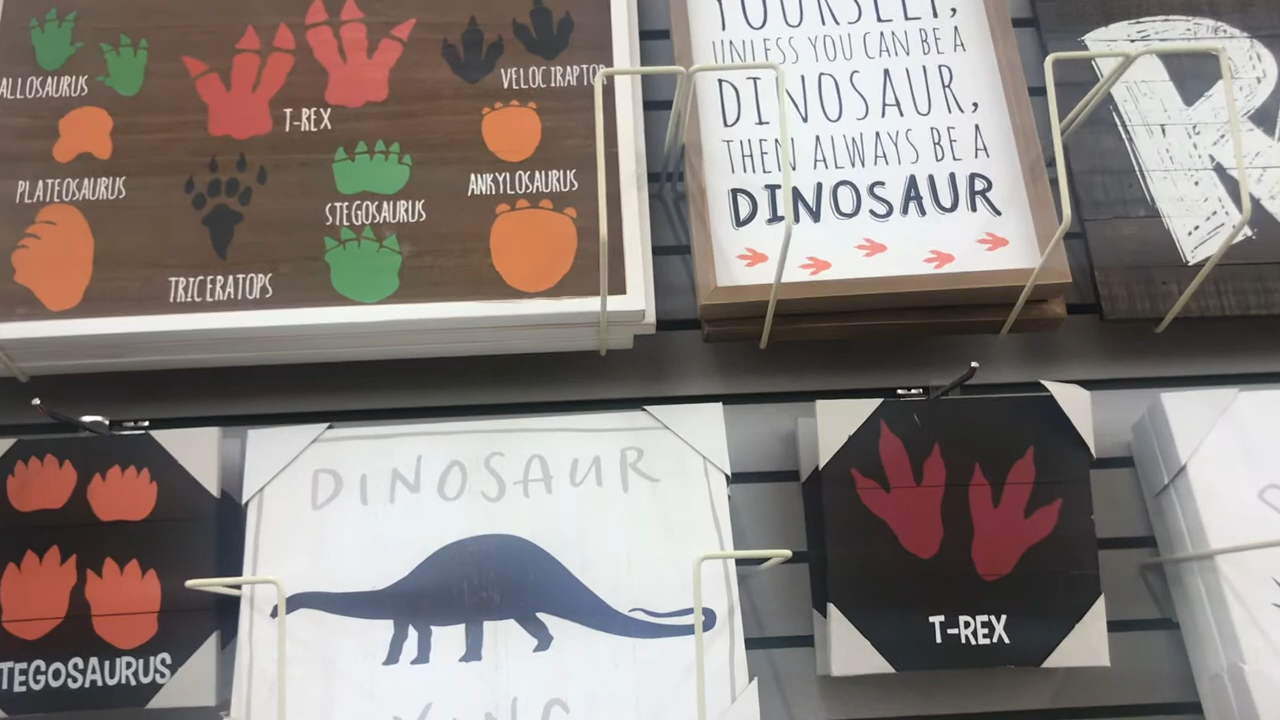 ALLOSAURUS
T-REX
VELOCIRAPTOR
PLATEOSAURUS
TRICERATOPS
STEGOSAURUS
ANKYLOSAURUS
YOURSELF,
UNLESS YOU CAN BE A
DINOSAUR,
THEN ALWAYS BE A
DINOSAUR
R
TEGOSAURUS
DINOSAUR
T-REX